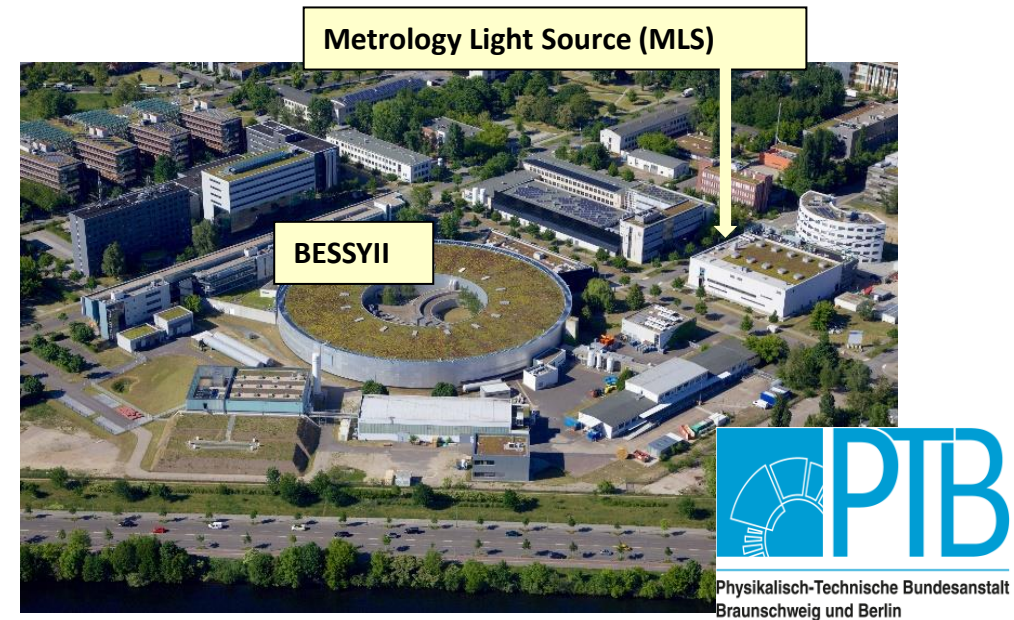 Metrology Light Source (MLS)
BESSYII
PTB
Physikalisch-Technische Bundesanstalt
Braunschweig und Berlin